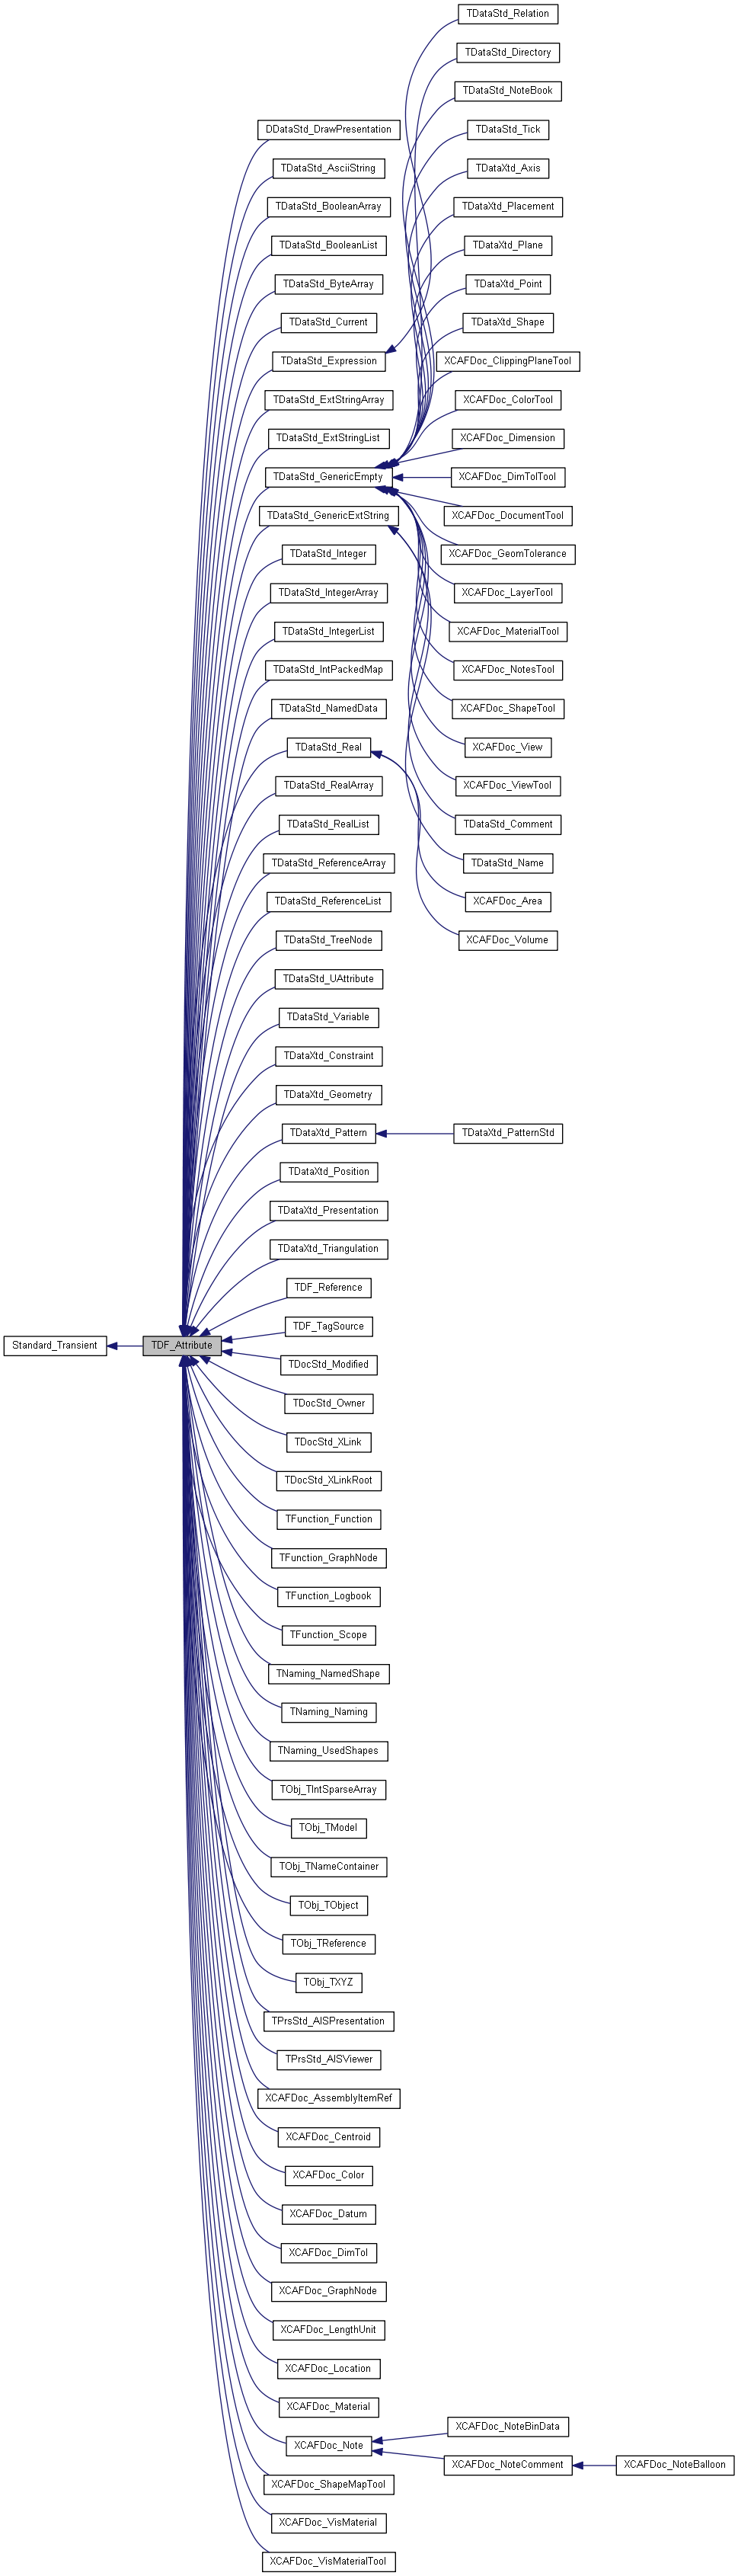 TDataStd_Relation
TDataStd_Directory
TDataStd_NoteBook
DDataStd_DrawPresentation
TDataStd_Tick
TDataStd_AsciiString
TDataXtd_Axis
TDataStd_BooleanArray
TDataXtd_Placement
TDataStd_BooleanList
TDataXtd_Plane
TDataStd_ByteArray
TDataXtd_Point
TDataStd_Current
TDataXtd_Shape
TDataStd_Expression
XCAFDoc_ClippingPlaneTool
TDataStd_ExtStringArray
XCAFDoc_ColorTool
TDataStd_ExtStringList
XCAFDoc_Dimension
TDataStd_GenericEmpty
XCAFDoc_DimTolTool
TDataStd_GenericExtString
XCAFDoc_DocumentTool
TDataStd_Integer
XCAFDoc_GeomTolerance
TDataStd_IntegerArray
XCAFDoc_LayerTool
TDataStd_IntegerList
XCAFDoc_MaterialTool
TDataStd_IntPackedMap
XCAFDoc_NotesTool
TDataStd_NamedData
XCAFDoc_ShapeTool
TDataStd_Real
XCAFDoc_View
TDataStd_RealArray
XCAFDoc_ViewTool
TDataStd_RealList
TDataStd_Comment
TDataStd_ReferenceArray
TDataStd_Name
TDataStd_ReferenceList
XCAFDoc_Area
TDataStd_TreeNode
XCAFDoc_Volume
TDataStd_UAttribute
TDataStd_Variable
TDataXtd_Constraint
TDataXtd_Geometry
TDataXtd_Pattern
TDataXtd_PatternStd
TDataXtd_Position
TDataXtd_Presentation
TDataXtd_Triangulation
TDF_Reference
TDF_TagSource
Standard_Transient
TDF_Attribute
TDocStd_Modified
TDocStd_Owner
TDocStd_XLink
TDocStd_XLinkRoot
TFunction_Function
TFunction_GraphNode
TFunction_Logbook
TFunction_Scope
TNaming_NamedShape
TNaming_Naming
TNaming_UsedShapes
TObj_TIntSparseArray
TObj_TModel
TObj_TNameContainer
TObj_TObject
TObj_TReference
TObj_TXYZ
TPrsStd_AISPresentation
TPrsStd_AISViewer
XCAFDoc_AssemblyItemRef
XCAFDoc_Centroid
XCAFDoc_Color
XCAFDoc_Datum
XCAFDoc_DimTol
XCAFDoc_GraphNode
XCAFDoc_LengthUnit
XCAFDoc_Location
XCAFDoc_Material
XCAFDoc_NoteBinData
XCAFDoc_Note
XCAFDoc_NoteComment
XCAFDoc_NoteBalloon
XCAFDoc_ShapeMapTool
XCAFDoc_VisMaterial
XCAFDoc_VisMaterialTool